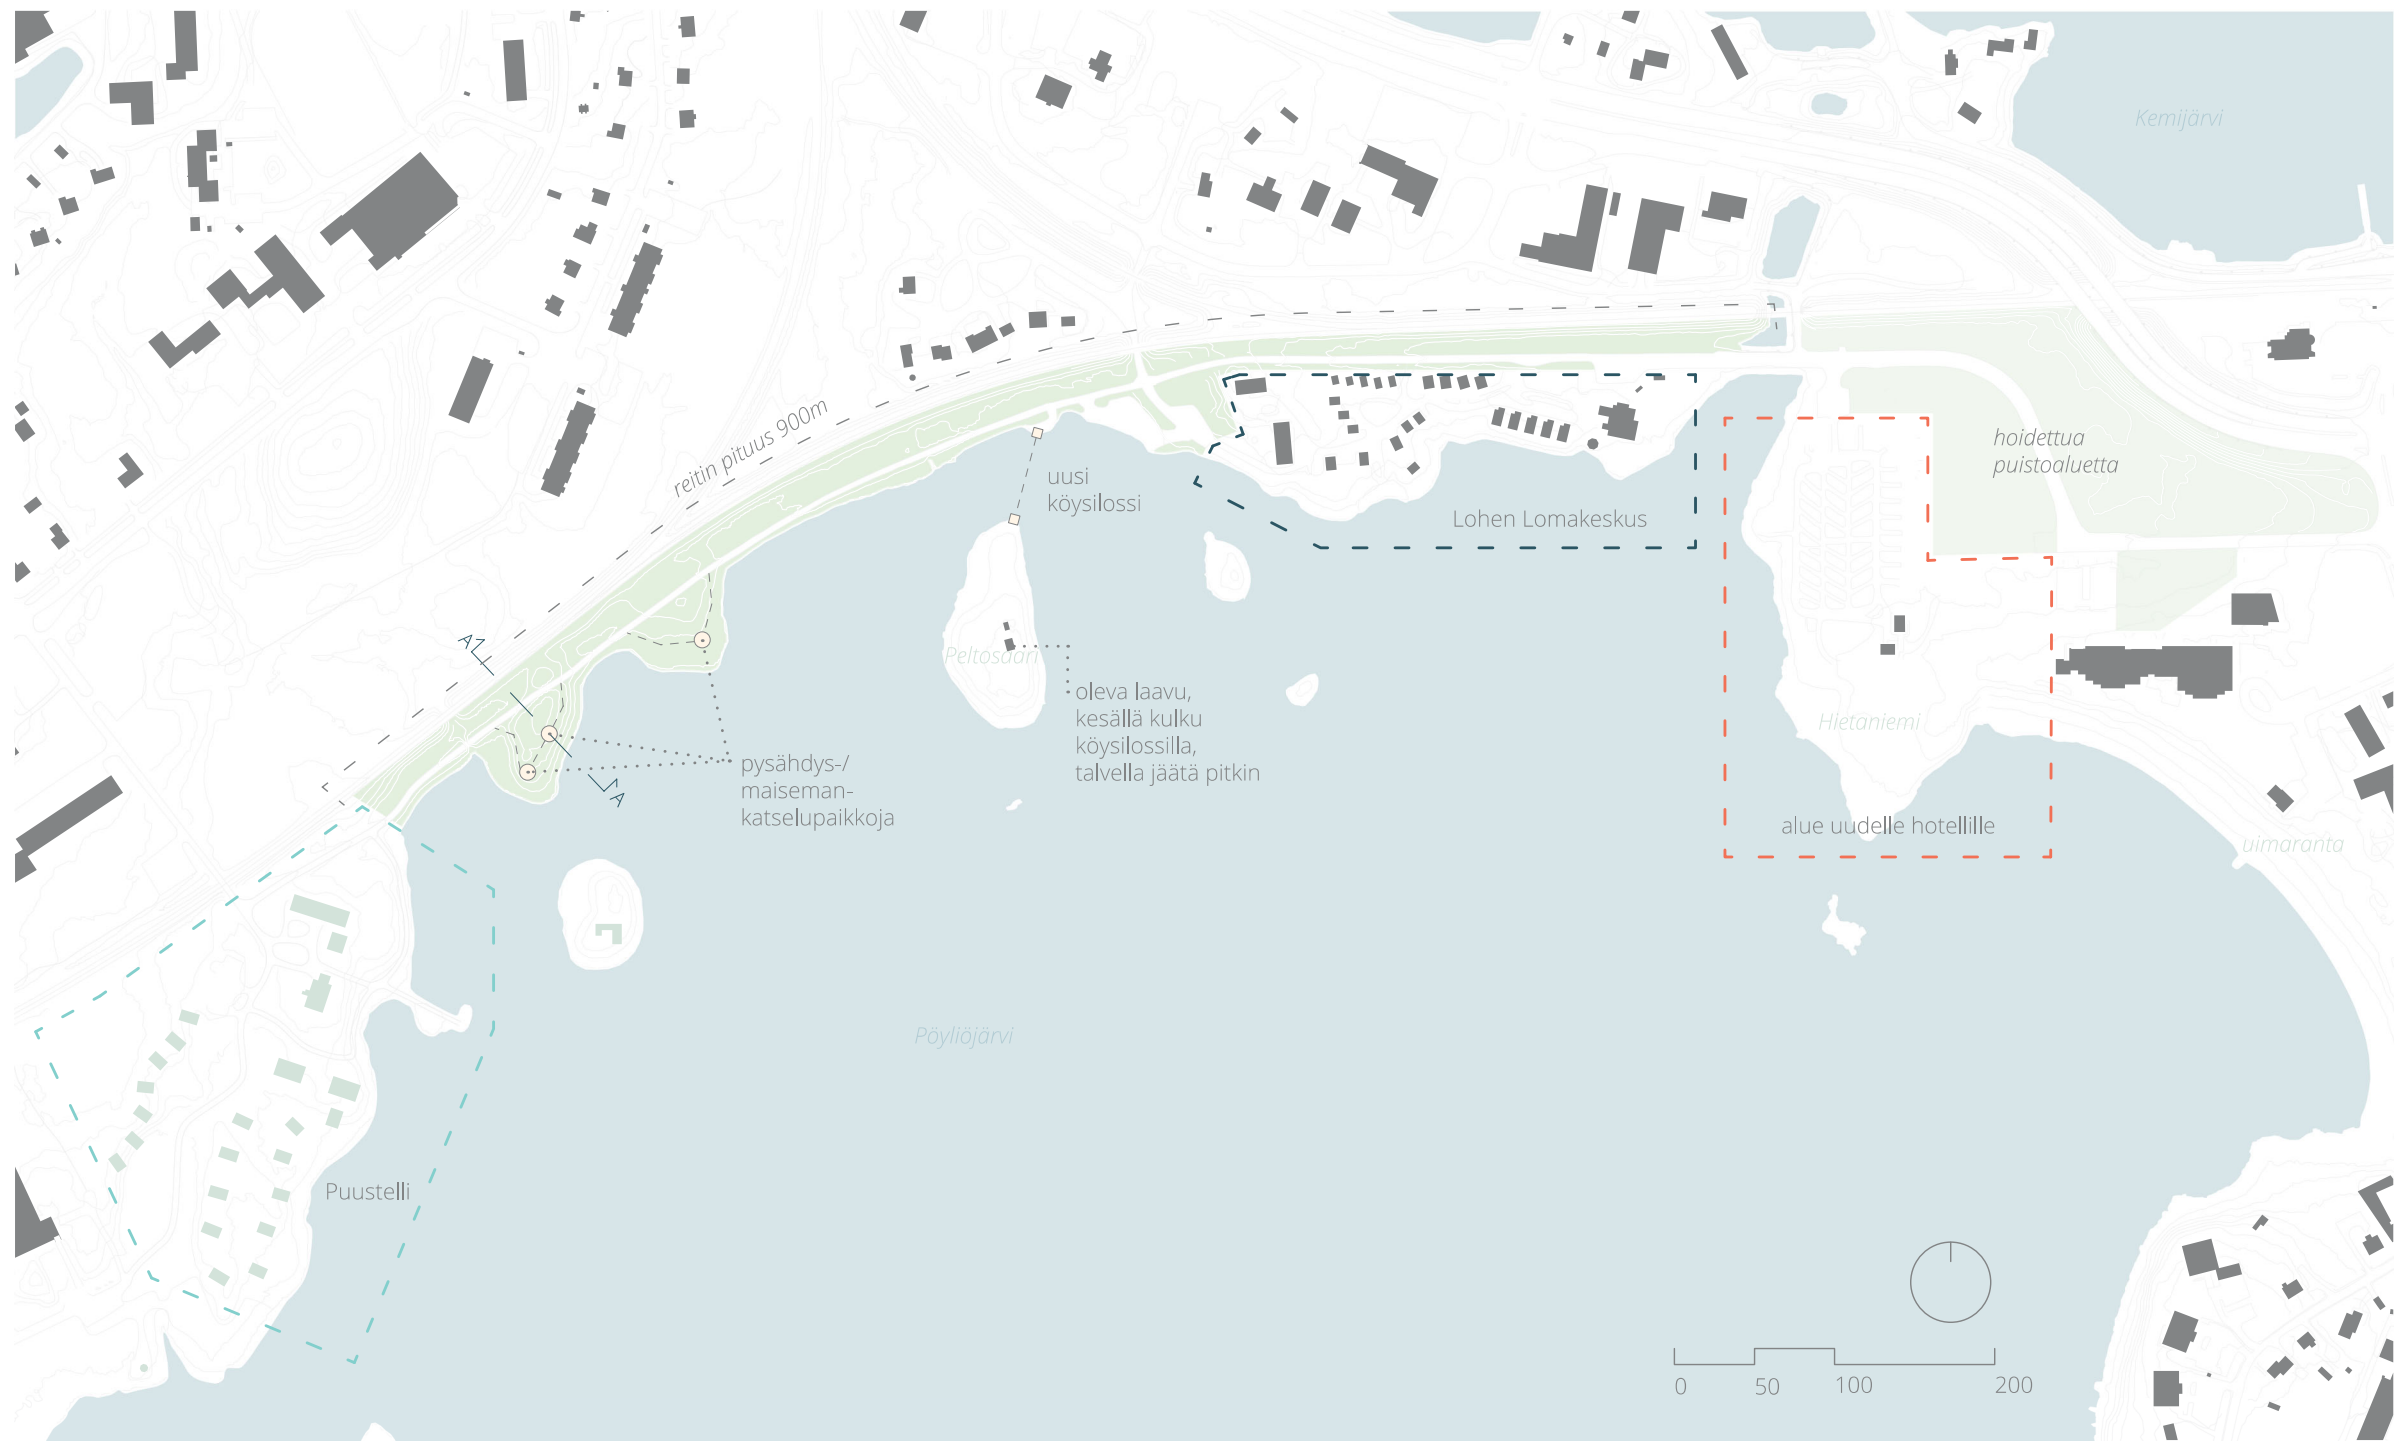 Kemijärvi
reitin pituus 900m
hoidettua
puistoaluetta
uusi
köysilossi
Lohen Lomakeskus
A
Peltosaari
oleva laavu,
kesällä kulku
köysilossilla,
talvella jäätä pitkin
Hietaniemi
pysähdys-/
maiseman-
katselupaikkoja
A
alue uudelle hotellille
uimaranta
Pöyliöjärvi
Puustelli
0 50 100 200